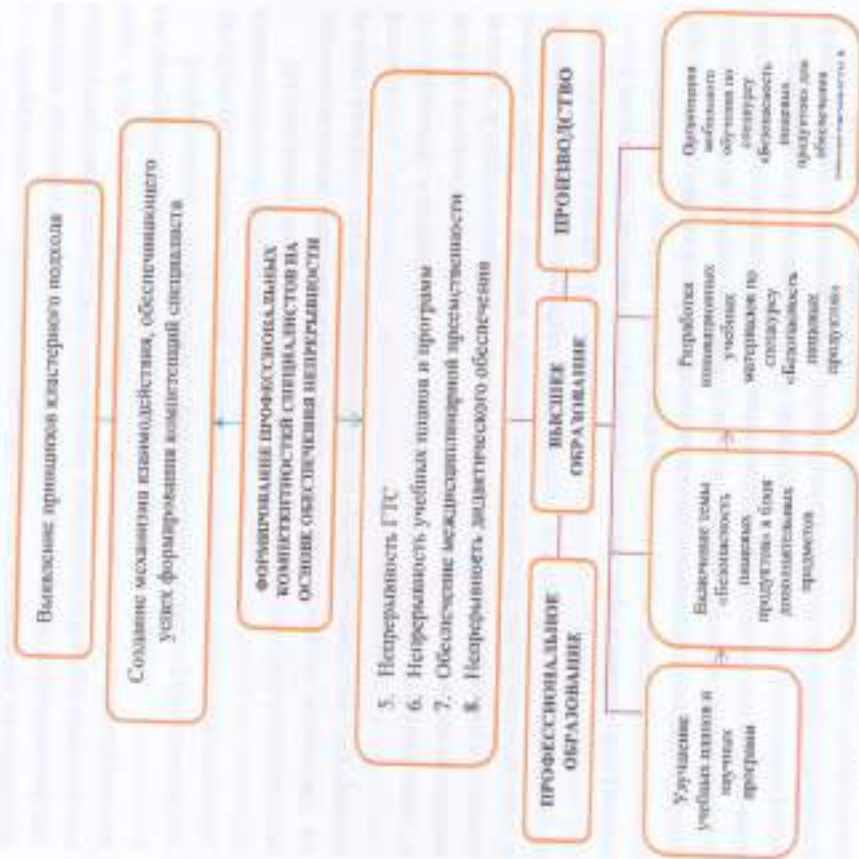 Выявление принципов кластерного подхода
Создание механизма взаимодействия, обеспечивающего
успех формирования компетенций специалиста
ФОРМИРОВАНИЕ ПРОФЕССИОНАЛЬНЫХ
КОМПЕТЕНТНОСТЕЙ СПЕЦИАЛИСТОВ НА
ОСНОВЕ ОБЕСПЕЧЕНИЯ НЕПРЕРЫВНОСТИ
5. Непрерывность ГТС
6. Непрерывность учебных планов и программ
7. Обеспечение междисциплинарной преемственности
8. Непрерывность дидактического обеспечения
ПРОФЕССИОНАЛЬНОЕ
ОБРАЗОВАНИЕ
ВЫСШЕЕ
ОБРАЗОВАНИЕ
ПРОИЗВОДСТВО
Улучшение
учебных планов и
научных
программ
Включение темы
«Безопасность
пищевых
продуктов» в блок
дополнительных
предметов
Разработка
инновационных
учебных
материалов по
спецкурсу
«Безопасность
пищевых
продуктов»
Организация
мобильного
обучения по
спецкурсу
«Безопасность
пищевых
продуктов» для
обеспечения